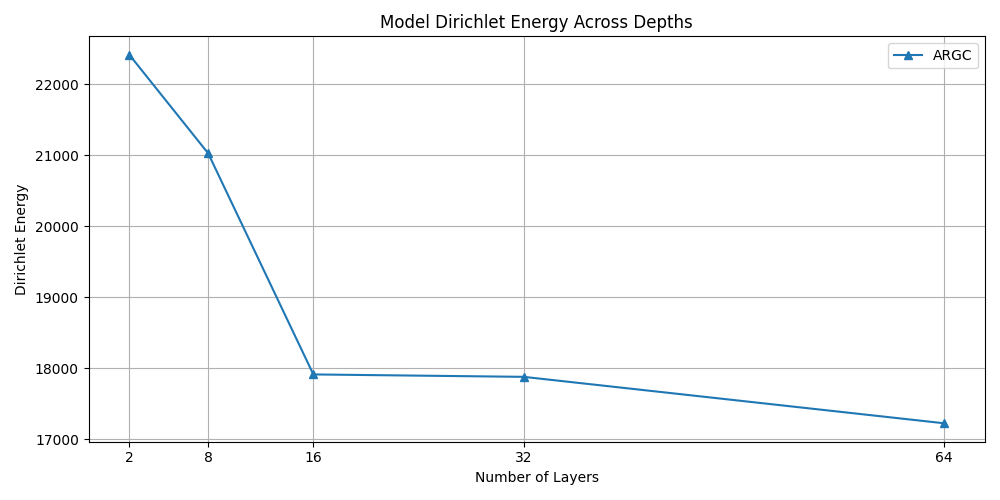 Model Dirichlet Energy Across Depths
ARGC
Dirichlet Energy
22000
21000
20000
19000
18000
17000
2 8 16 32 64
Number of Layers